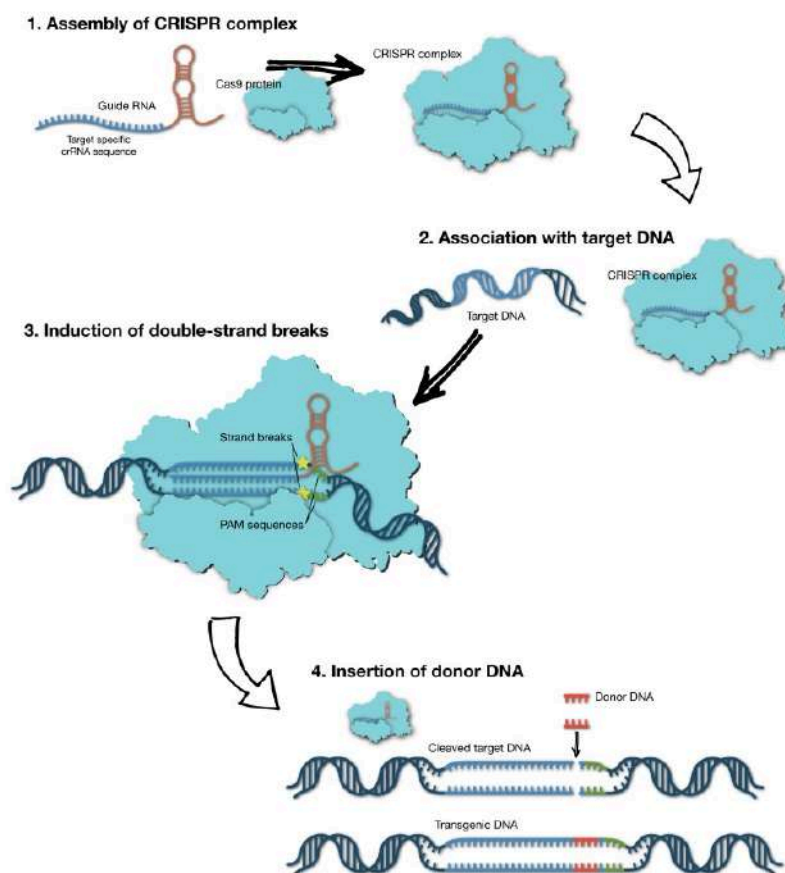 1. Assembly of CRISPR complex
CRISPR complex
Cas9 protein
Guide RNA
Target specific
crRNA sequence
2. Association with target DNA
CRISPR complex
Target DNA
3. Induction of double-strand breaks
Strand breaks
PAM sequences
4. Insertion of donor DNA
Donor DNA
Cleaved target DNA
Transgenic DNA